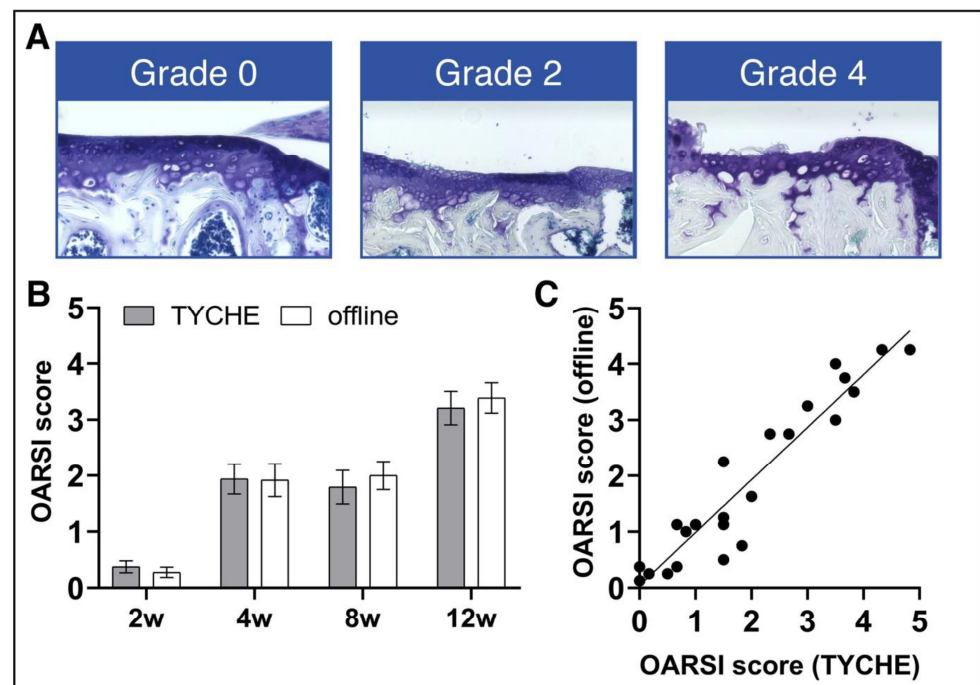 A
Grade 0
Grade 2
Grade 4
B
TYCHE
offline
OARSI score
5
4
3
2
1
0
2w
4w
8w
12w
C
OARSI score (offline)
5
4
3
2
1
0
0
1
2
3
4
5
OARSI score (TYCHE)